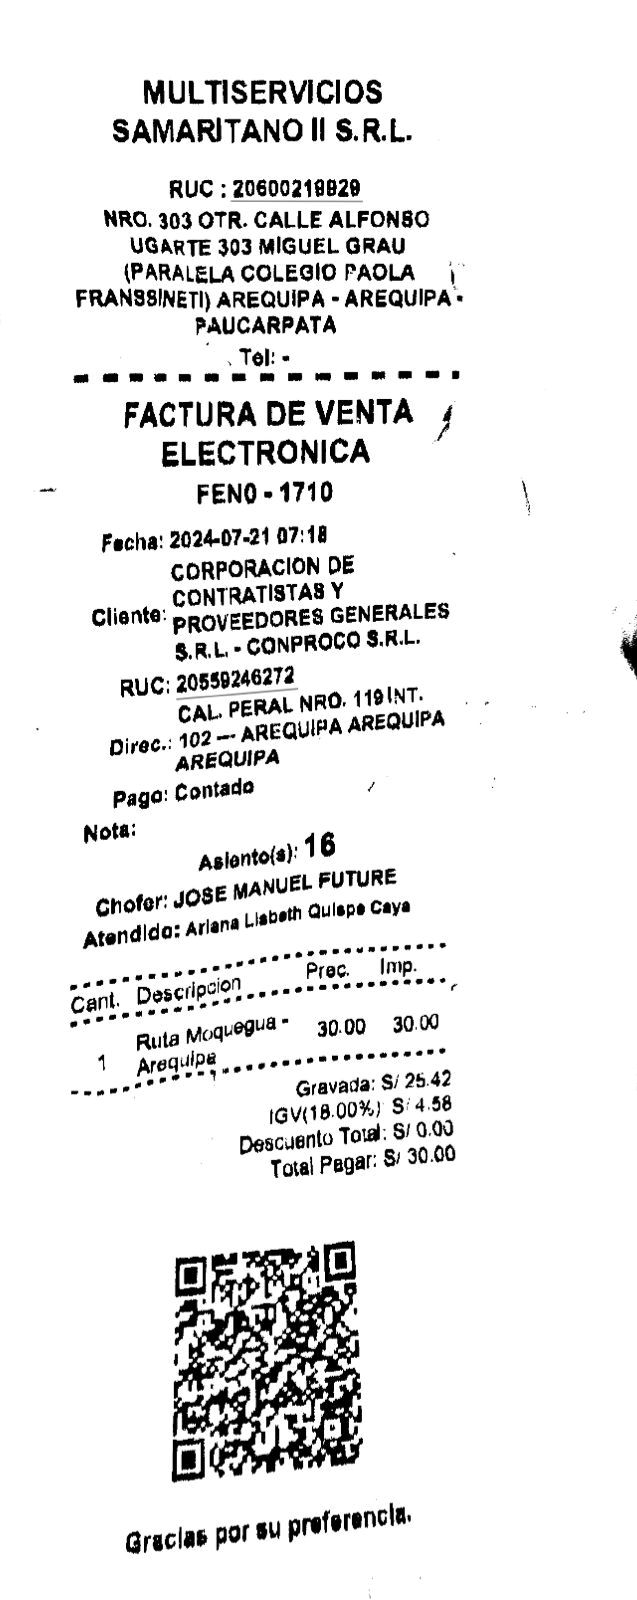 MULTISERVICIOS
SAMARITANO II S.R.L.
RUC : 20600219829
NRO. 303 OTR. CALLE ALFONSO
UGARTE 303 MIGUEL GRAU
(PARALELA COLEGIO PAOLA
FRANSSINETI) AREQUIPA - AREQUIPA -
PAUCARPATA
Tel: -
FACTURA DE VENTA
ELECTRONICA
FEN0 - 1710
Fecha: 2024-07-21 07:18
Cliente: CORPORACION DE
CONTRATISTAS Y
PROVEEDORES GENERALES
S.R.L. - CONPROCO S.R.L.
RUC: 20559246272
Direc.: CAL. PERAL NRO. 119 INT.
102 --- AREQUIPA AREQUIPA
AREQUIPA
Pago: Contado
Nota:
Asiento(s): 16
Chofer: JOSE MANUEL FUTURE
Atendido: Ariana Lisbeth Quispe Caya
Cant. Descripcion Prec. Imp.
1 Ruta Moquegua - 30.00 30.00
Arequipa
Gravada: S/ 25.42
IGV(18.00%) S/ 4.58
Descuento Total: S/ 0.00
Total Pagar: S/ 30.00
Gracias por su preferencia.